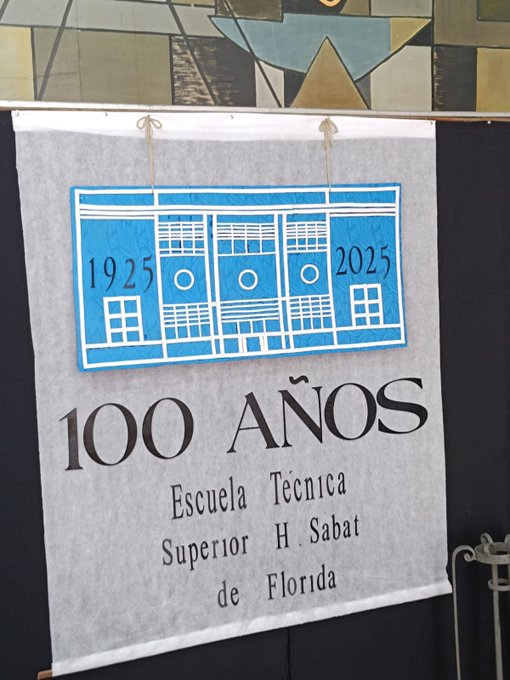 1925
2025
100 AÑOS
Escuela Técnica
Superior H. Sabat
de Florida